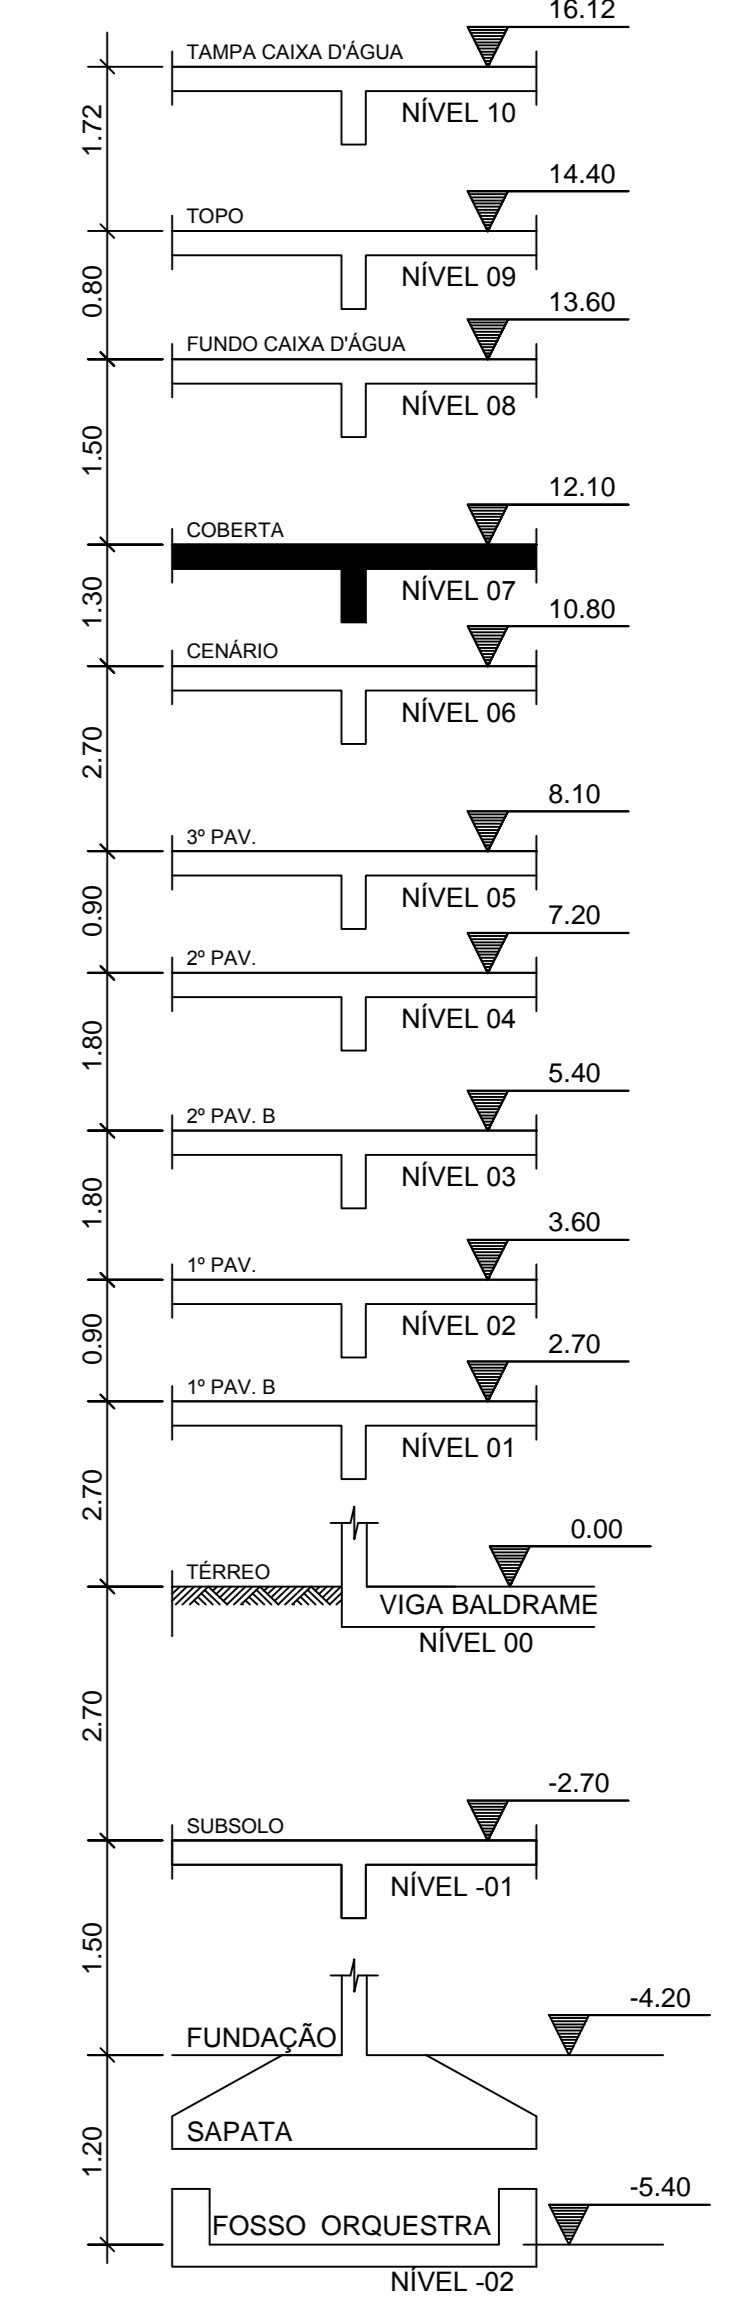 16.12
TAMPA CAIXA D'ÁGUA
NÍVEL 10
1.72
14.40
TOPO
NÍVEL 09
0.80
13.60
FUNDO CAIXA D'ÁGUA
NÍVEL 08
1.50
12.10
COBERTA
NÍVEL 07
1.30
10.80
CENÁRIO
NÍVEL 06
2.70
8.10
3º PAV.
NÍVEL 05
0.90
7.20
2º PAV.
NÍVEL 04
1.80
5.40
2º PAV. B
NÍVEL 03
1.80
3.60
1º PAV.
NÍVEL 02
0.90
2.70
1º PAV. B
NÍVEL 01
2.70
0.00
TÉRREO
VIGA BALDRAME
NÍVEL 00
2.70
-2.70
SUBSOLO
NÍVEL -01
1.50
-4.20
FUNDAÇÃO
SAPATA
1.20
-5.40
FOSSO ORQUESTRA
NÍVEL -02